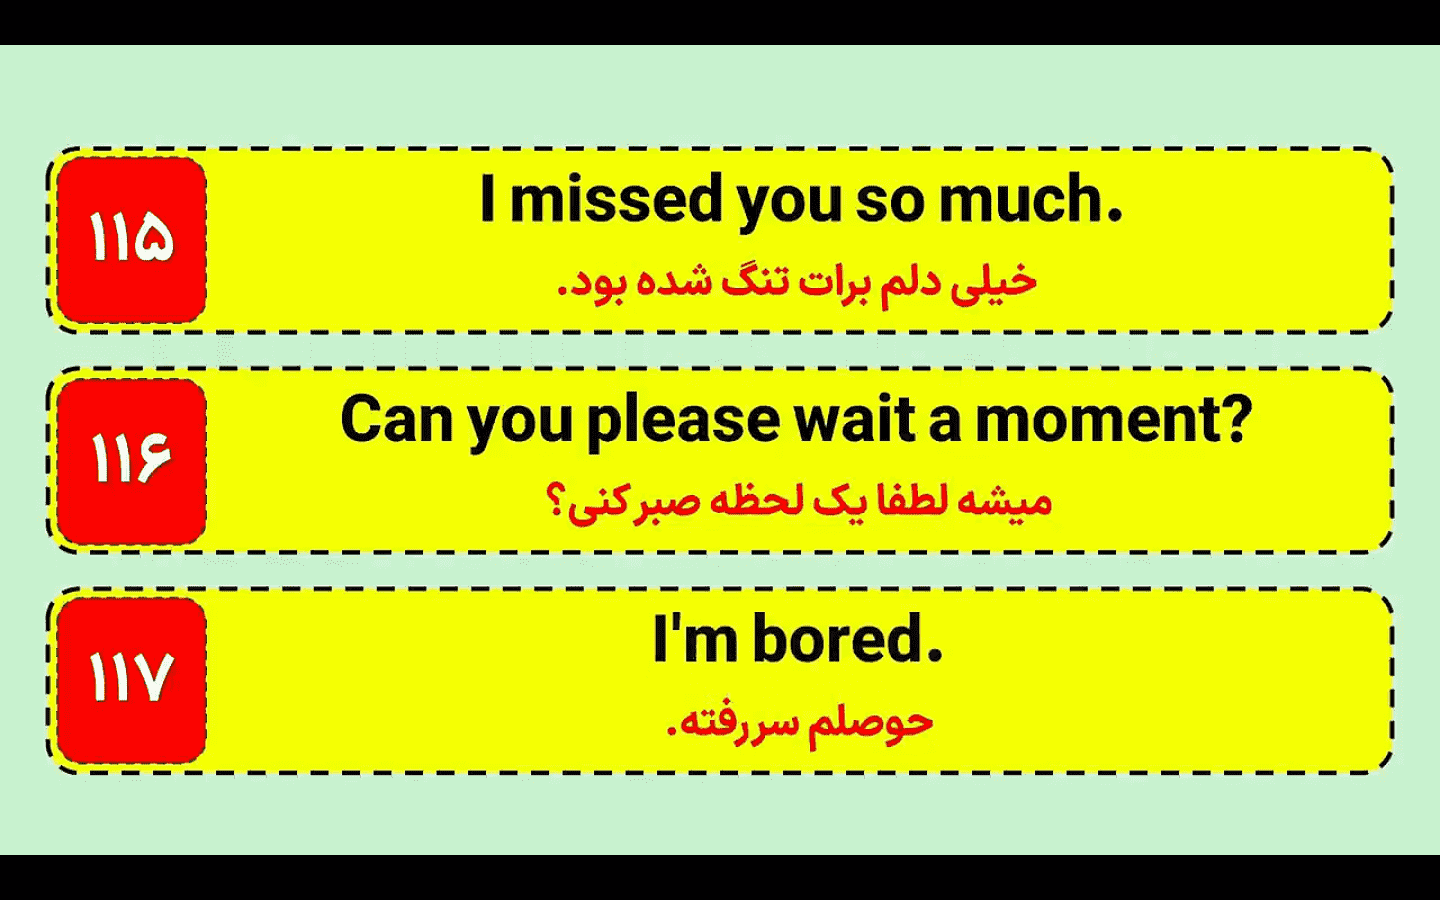 ۱۱۵
I missed you so much.
خیلی دلم برات تنگ شده بود.
۱۱۶
Can you please wait a moment?
میشه لطفا یک لحظه صبر کنی؟
۱۱۷
I'm bored.
حوصلم سررفته.